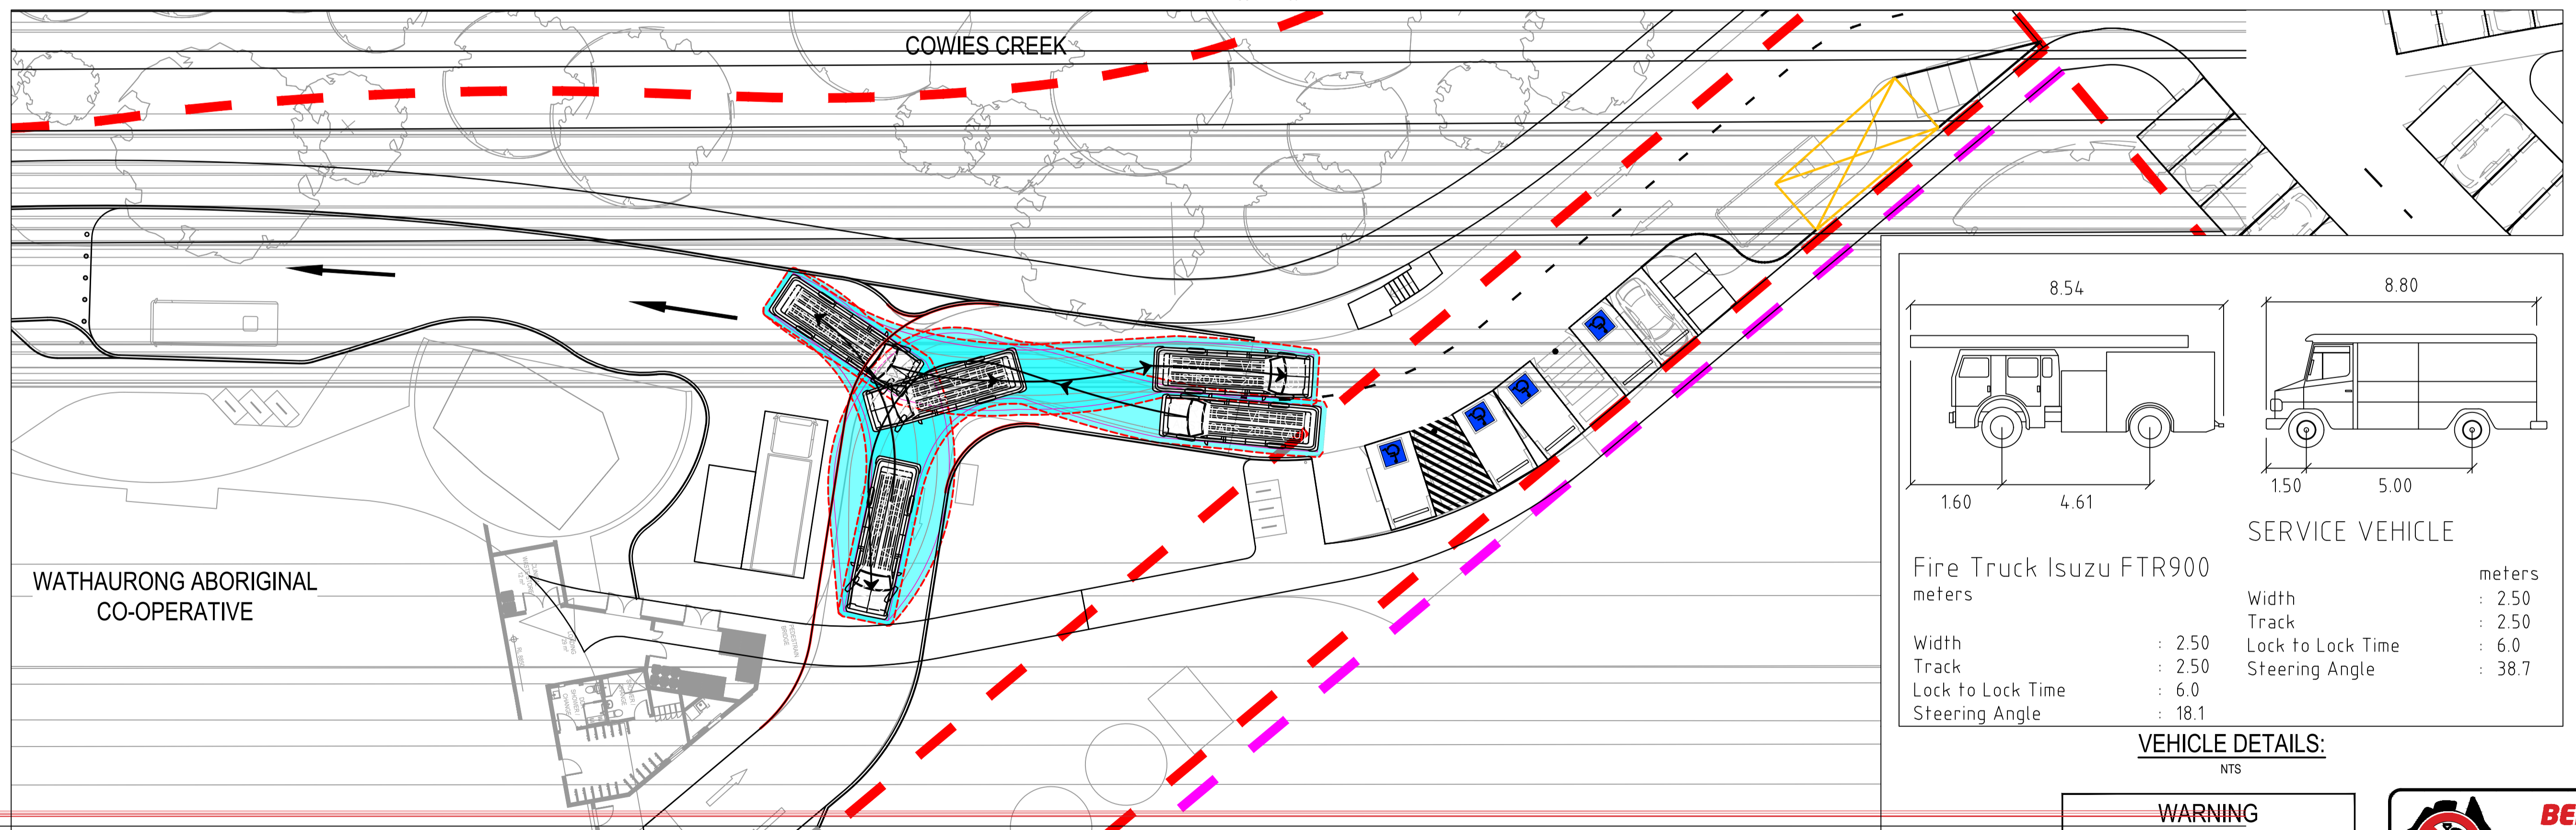 COWIES CREEK
WATHAURONG ABORIGINAL
CO-OPERATIVE
PEDESTRIAN
BRIDGE
8.54
1.60
4.61
Fire Truck Isuzu FTR900
meters
Width : 2.50
Track : 2.50
Lock to Lock Time : 6.0
Steering Angle : 18.1
8.80
1.50
5.00
SERVICE VEHICLE
meters
Width : 2.50
Track : 2.50
Lock to Lock Time : 6.0
Steering Angle : 38.7
VEHICLE DETAILS:
NTS
WARNING